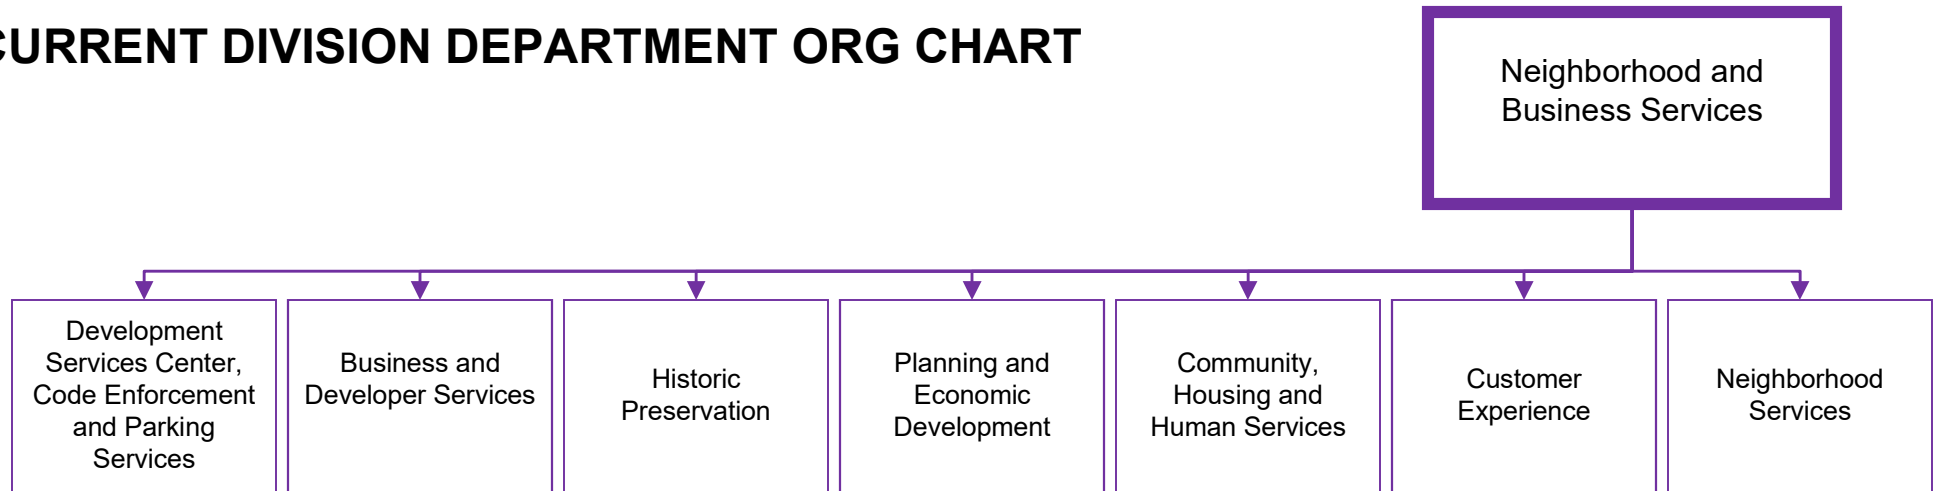 CURRENT DIVISION DEPARTMENT ORG CHART
Neighborhood and
Business Services
Development
Services Center,
Code Enforcement
and Parking
Services
Business and
Developer Services
Historic
Preservation
Planning and
Economic
Development
Community,
Housing and
Human Services
Customer
Experience
Neighborhood
Services